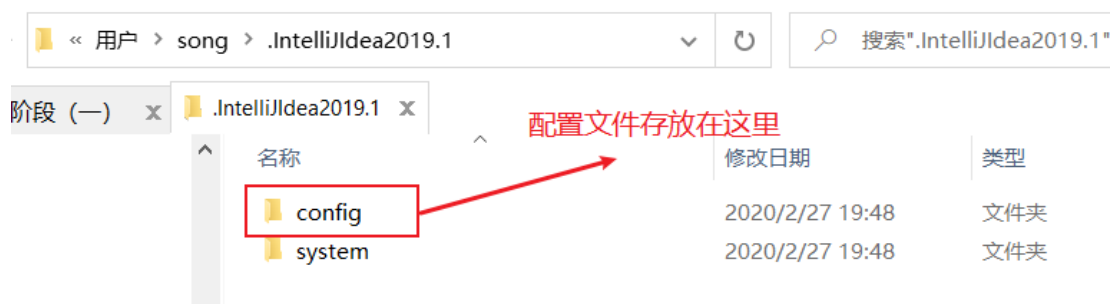 « 用户 > song > .IntelliJIdea2019.1 搜索".IntelliJIdea2019.1"
阶段 (一) x .IntelliJIdea2019.1 x
配置文件存放在这里
名称 修改日期 类型
config 2020/2/27 19:48 文件夹
system 2020/2/27 19:48 文件夹